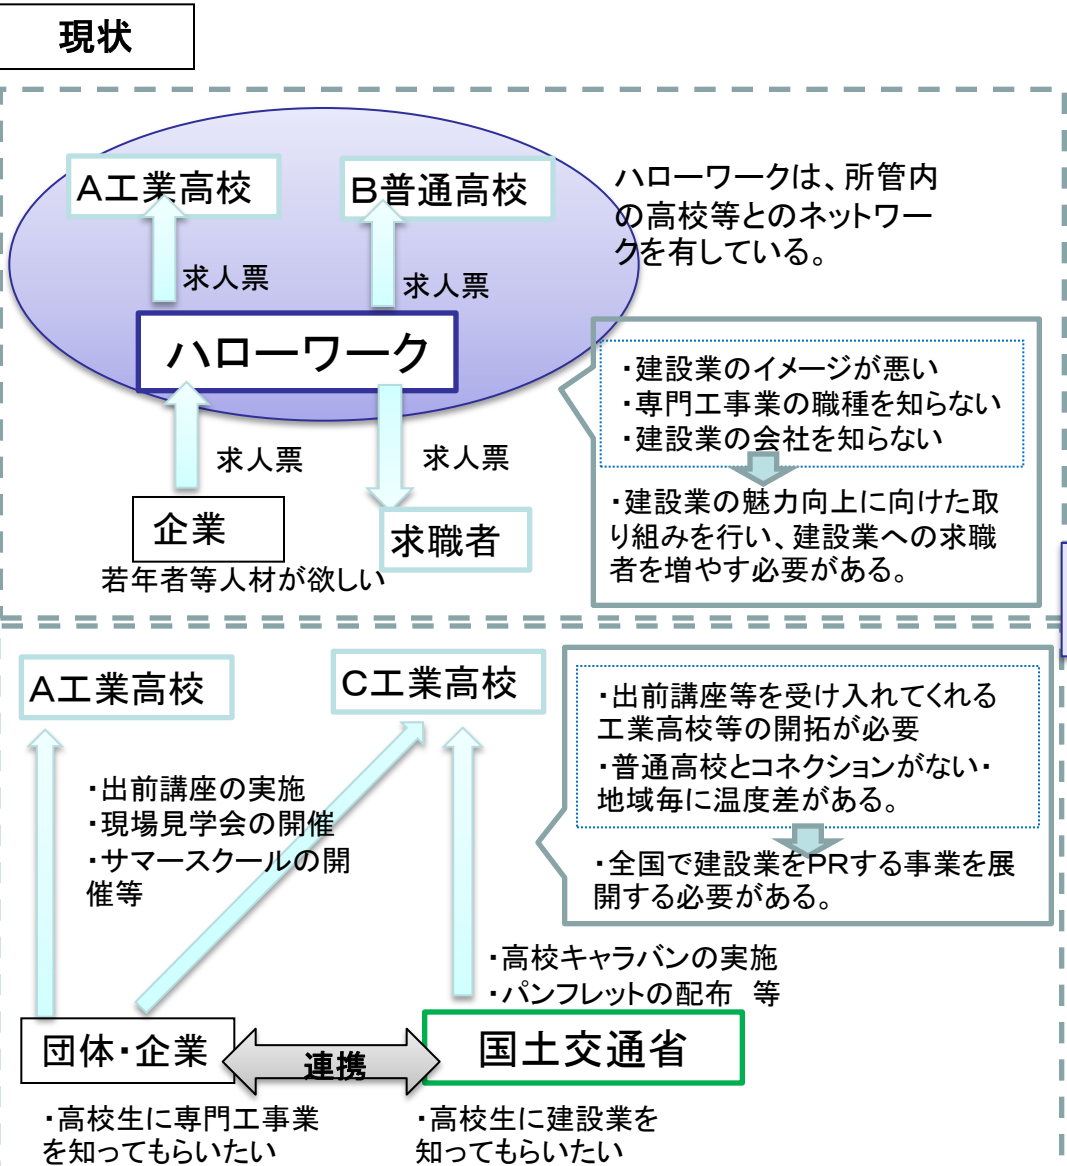 現状
A工業高校
B普通高校
ハローワークは、所管内
の高校等とのネットワー
クを有している。
求人票
求人票
ハローワーク
・建設業のイメージが悪い
・専門工事業の職種を知らない
・建設業の会社を知らない
求人票
求人票
・建設業の魅力向上に向けた取
り組みを行い、建設業への求職
者を増やす必要がある。
企業
求職者
若年者等人材が欲しい
A工業高校
C工業高校
・出前講座等を受け入れてくれる
工業高校等の開拓が必要
・普通高校とコネクションがない・
地域毎に温度差がある。
・出前講座の実施
・現場見学会の開催
・サマースクールの開
催等
・全国で建設業をPRする事業を展
開する必要がある。
・高校キャラバンの実施
・パンフレットの配布　等
団体・企業
連携
国土交通省
・高校生に専門工事業
を知ってもらいたい
・高校生に建設業を
知ってもらいたい